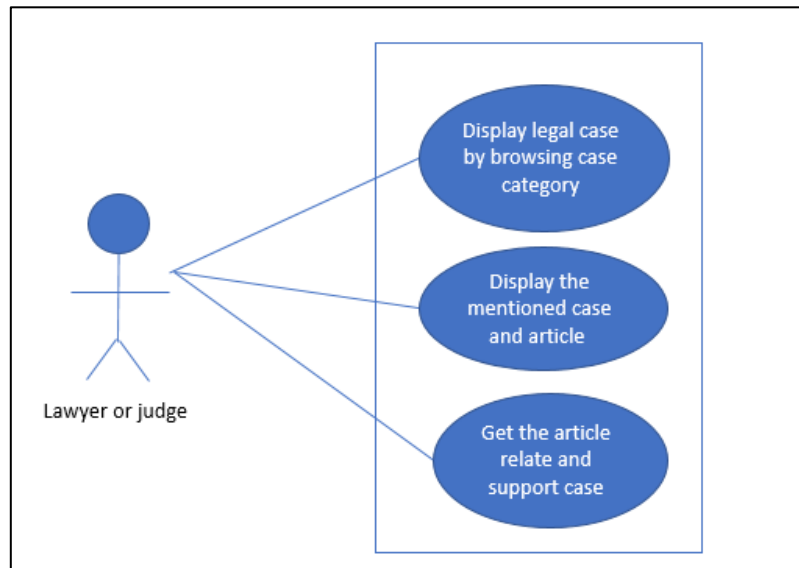 Display legal case
by browsing case
category
Display the
mentioned case
and article
Lawyer or judge
Get the article
relate and
support case